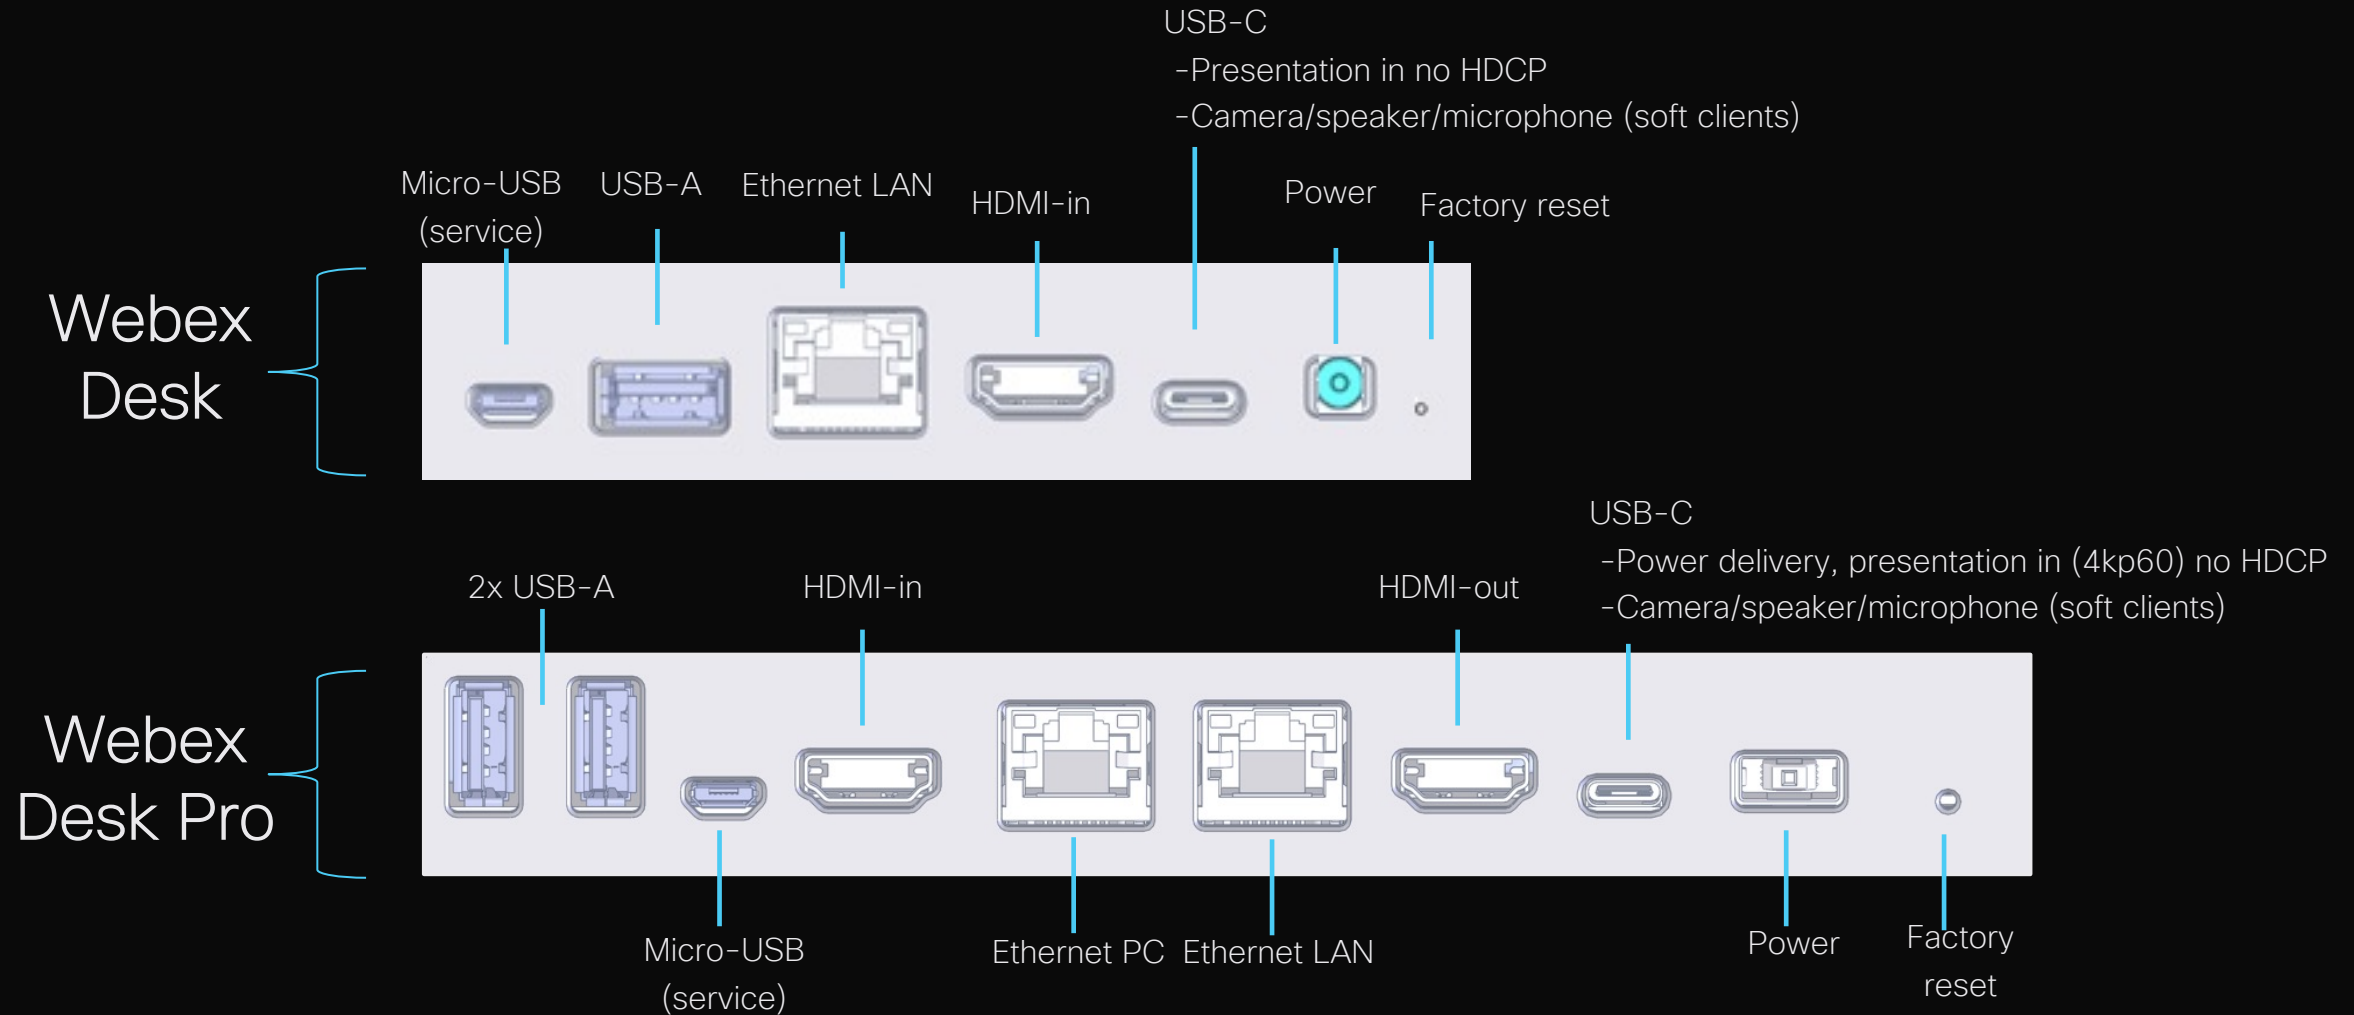 USB-C
-Presentation in no HDCP
-Camera/speaker/microphone (soft clients)
Micro-USB
(service)
USB-A
Ethernet LAN
HDMI-in
Power
Factory reset
Webex
Desk
USB-C
-Power delivery, presentation in (4kp60) no HDCP
-Camera/speaker/microphone (soft clients)
2x USB-A
HDMI-in
HDMI-out
Webex
Desk Pro
Micro-USB
(service)
Ethernet PC
Ethernet LAN
Power
Factory
reset